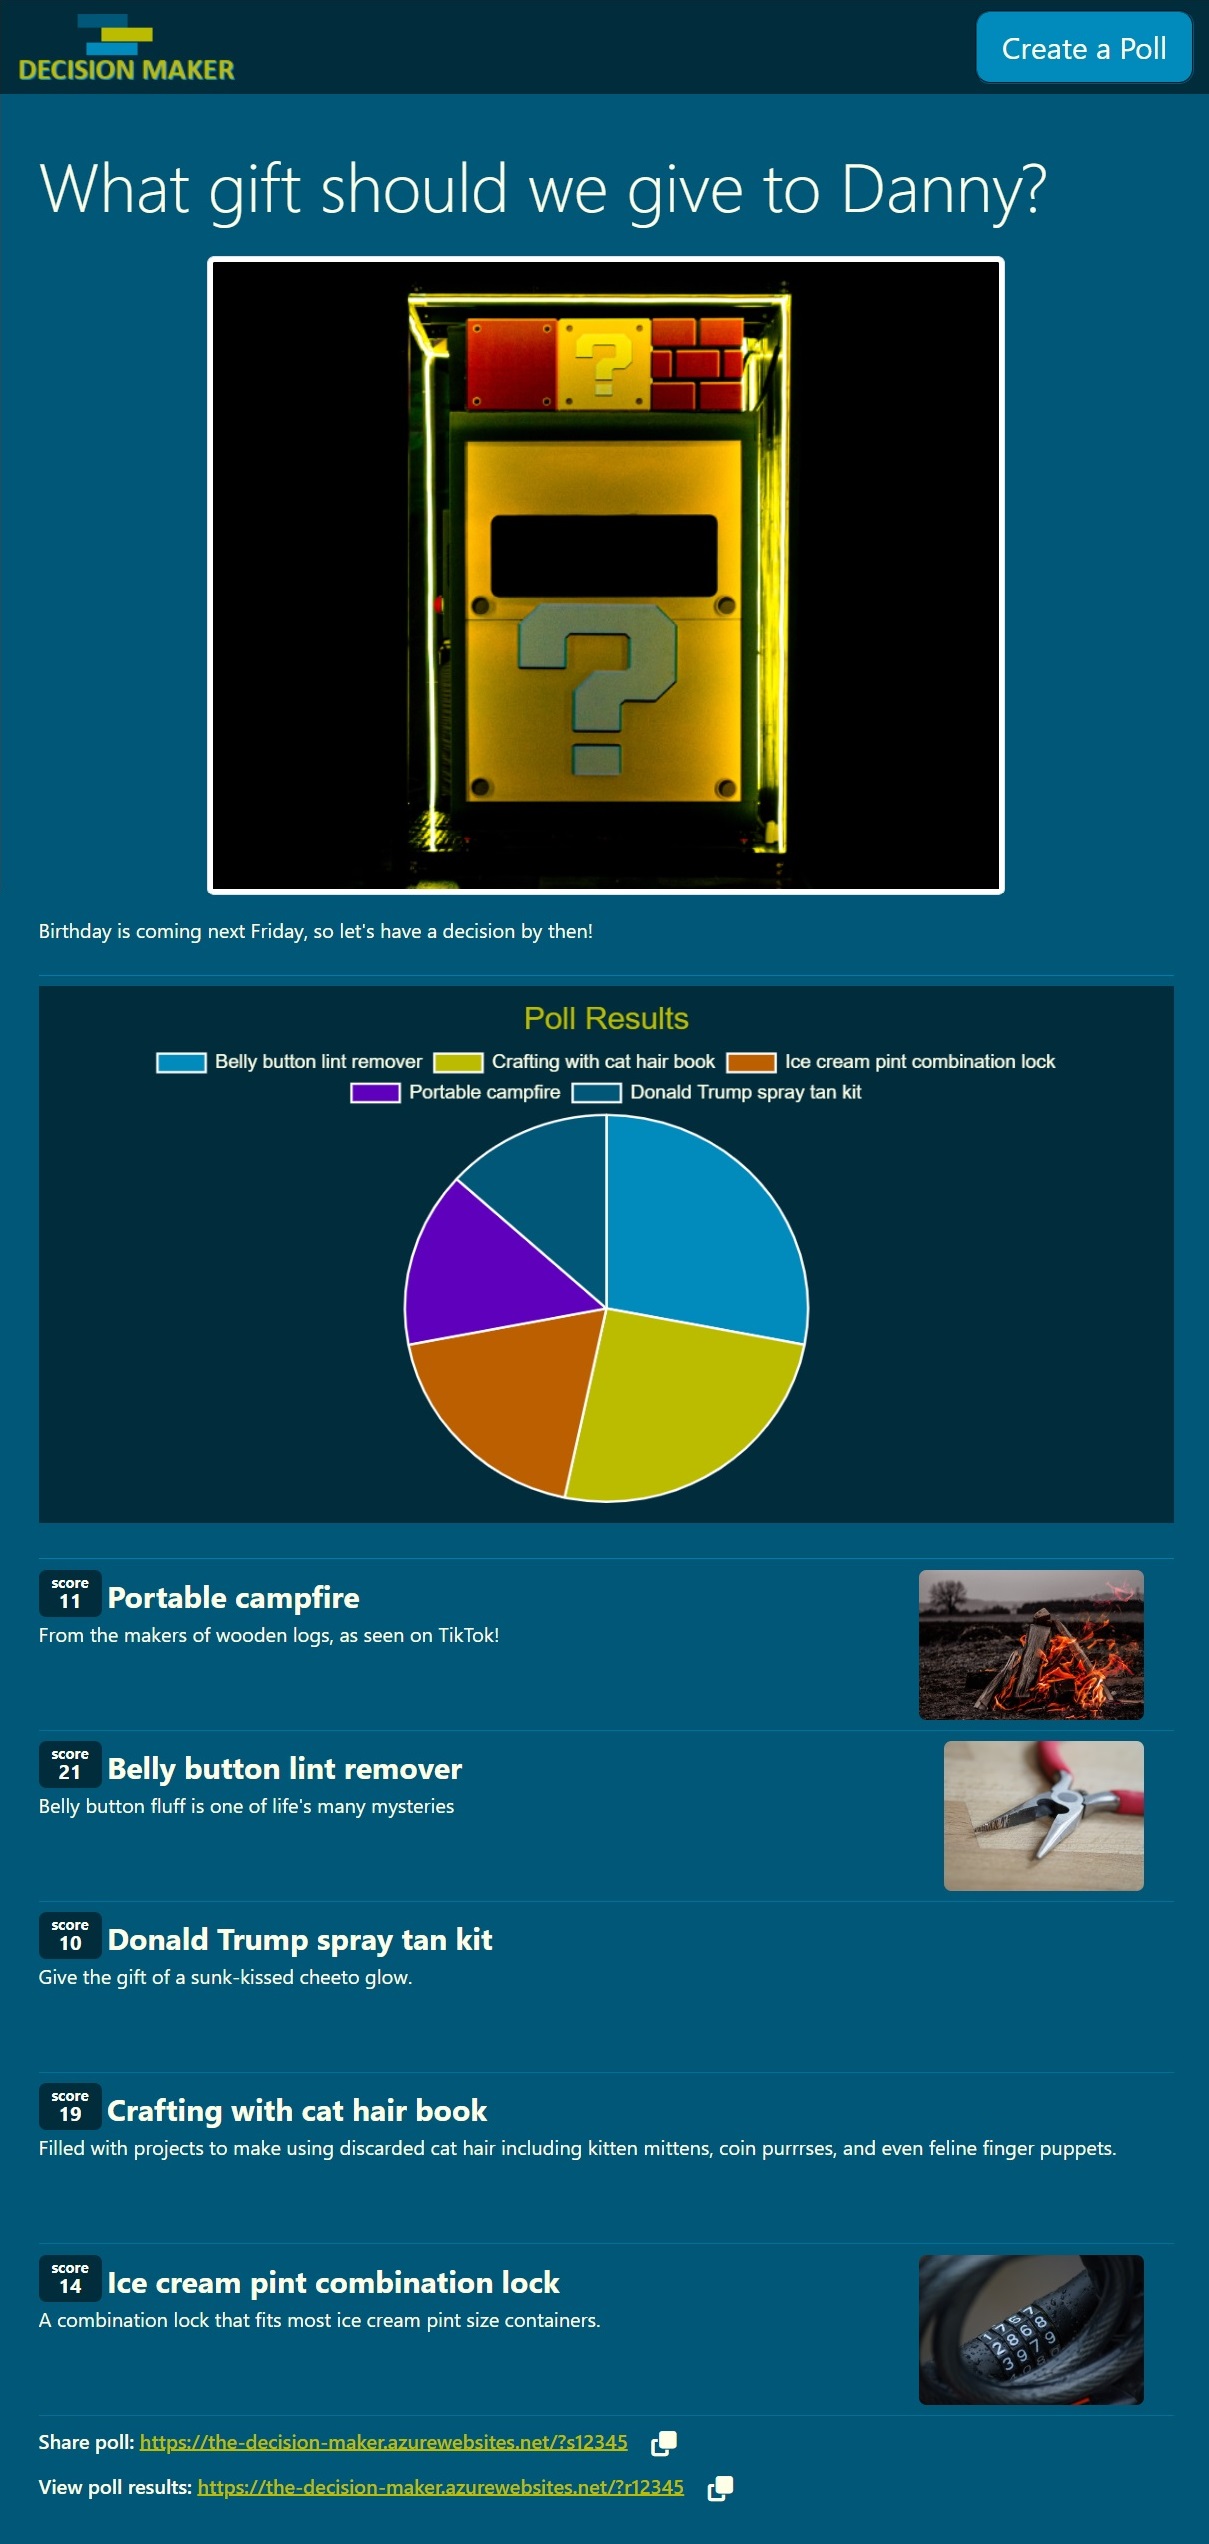 DECISION MAKER
Create a Poll
What gift should we give to Danny?
?
?
Birthday is coming next Friday, so let's have a decision by then!
Poll Results
Belly button lint remover Crafting with cat hair book Ice cream pint combination lock
Portable campfire Donald Trump spray tan kit
score
11
Portable campfire
From the makers of wooden logs, as seen on TikTok!
score
21
Belly button lint remover
Belly button fluff is one of life's many mysteries
score
10
Donald Trump spray tan kit
Give the gift of a sunk-kissed cheeto glow.
score
19
Crafting with cat hair book
Filled with projects to make using discarded cat hair including kitten mittens, coin purrrses, and even feline finger puppets.
score
14
Ice cream pint combination lock
A combination lock that fits most ice cream pint size containers.
Share poll: https://the-decision-maker.azurewebsites.net/?s12345
View poll results: https://the-decision-maker.azurewebsites.net/?r12345